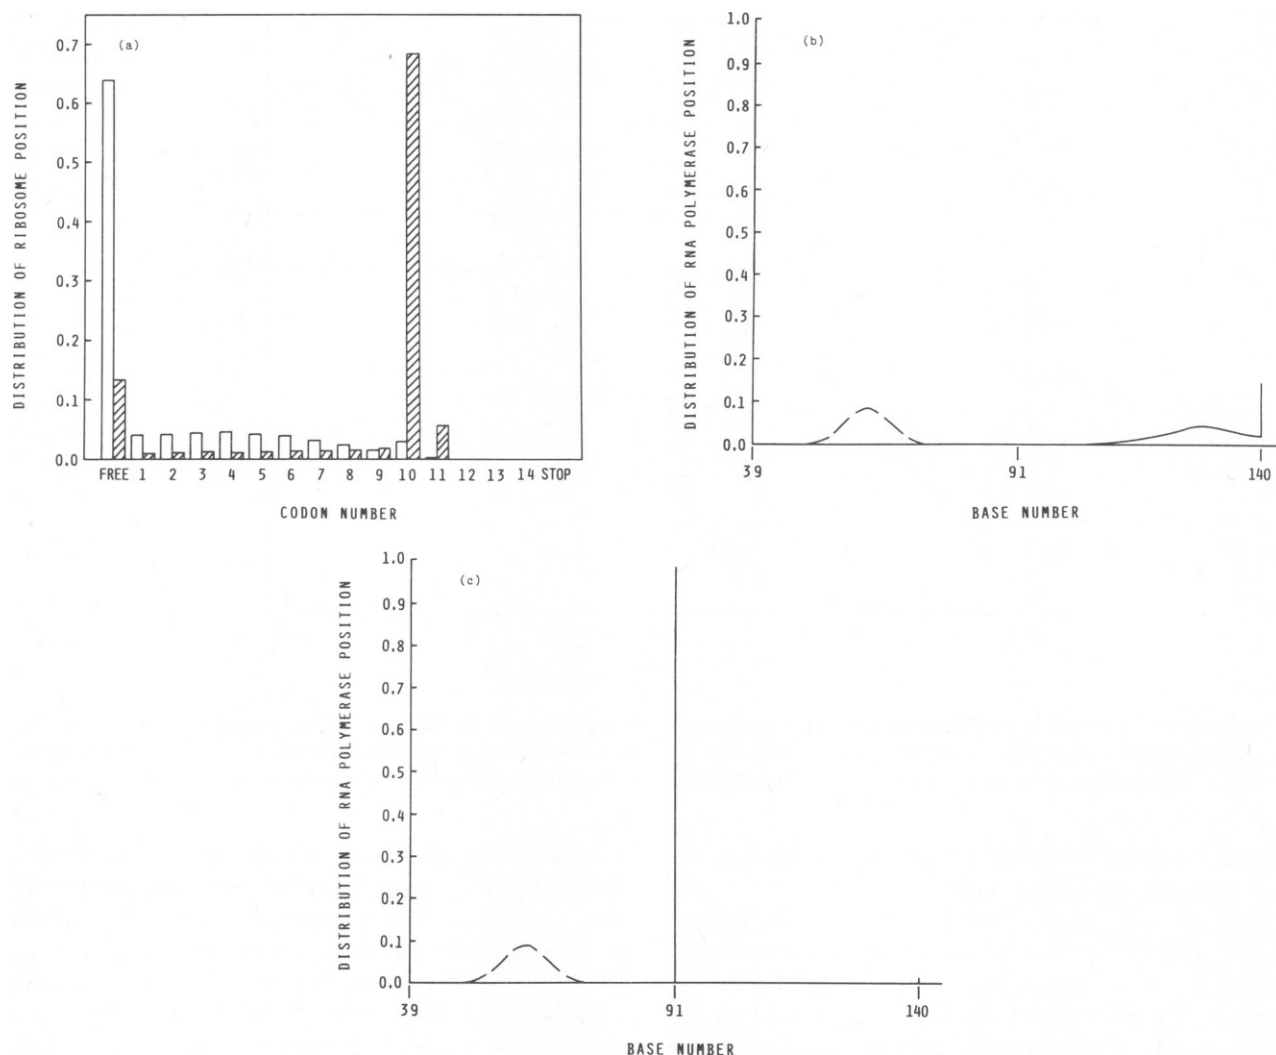 (a)
DISTRIBUTION OF RIBOSOME POSITION
0.7
0.6
0.5
0.4
0.3
0.2
0.1
0.0
FREE 1 2 3 4 5 6 7 8 9 10 11 12 13 14 STOP
CODON NUMBER
(b)
DISTRIBUTION OF RNA POLYMERASE POSITION
1.0
0.9
0.8
0.7
0.6
0.5
0.4
0.3
0.2
0.1
0.0
39 91 140
BASE NUMBER
(c)
DISTRIBUTION OF RNA POLYMERASE POSITION
1.0
0.9
0.8
0.7
0.6
0.5
0.4
0.3
0.2
0.1
0.0
39 91 140
BASE NUMBER